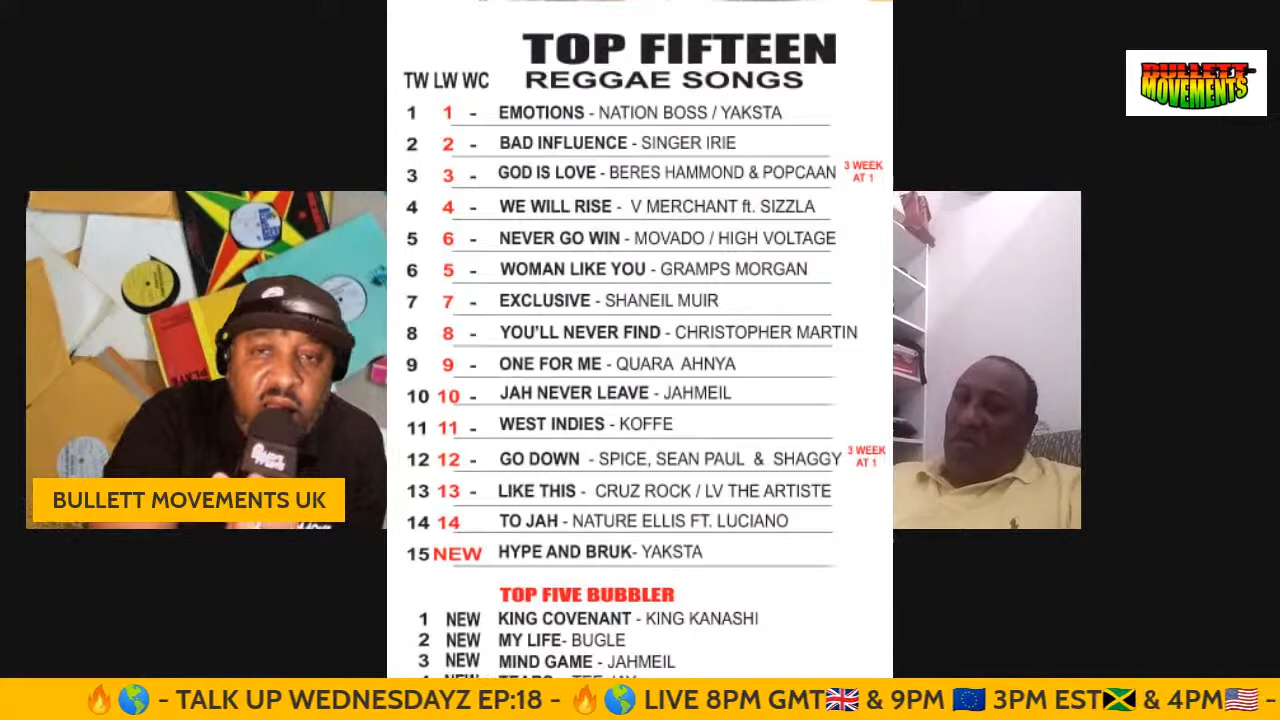 TOP FIFTEEN
TW LW WC REGGAE SONGS
1 1 - EMOTIONS - NATION BOSS / YAKSTA
2 2 - BAD INFLUENCE - SINGER IRIE
3 3 - GOD IS LOVE - BERES HAMMOND & POPCAAN 3 WEEK AT 1
4 4 - WE WILL RISE - V MERCHANT ft. SIZZLA
5 6 - NEVER GO WIN - MOVADO / HIGH VOLTAGE
6 5 - WOMAN LIKE YOU - GRAMPS MORGAN
7 7 - EXCLUSIVE - SHANEIL MUIR
8 8 - YOU'LL NEVER FIND - CHRISTOPHER MARTIN
9 9 - ONE FOR ME - QUARA AHNYA
10 10 - JAH NEVER LEAVE - JAHMEIL
11 11 - WEST INDIES - KOFFE
12 12 - GO DOWN - SPICE, SEAN PAUL & SHAGGY 3 WEEK AT 1
13 13 - LIKE THIS - CRUZ ROCK / LV THE ARTISTE
14 14 TO JAH - NATURE ELLIS FT. LUCIANO
15 NEW HYPE AND BRUK- YAKSTA
TOP FIVE BUBBLER
1 NEW KING COVENANT - KING KANASHI
2 NEW MY LIFE- BUGLE
3 NEW MIND GAME - JAHMEIL
BULLETT
MOVEMENTS
BULLETT MOVEMENTS UK
🔥🌎 - TALK UP WEDNESDAYZ EP:18 - 🔥🌎 LIVE 8PM GMT🇬🇧 & 9PM 🇪🇺 3PM EST🇯🇲 & 4PM🇺🇸 -